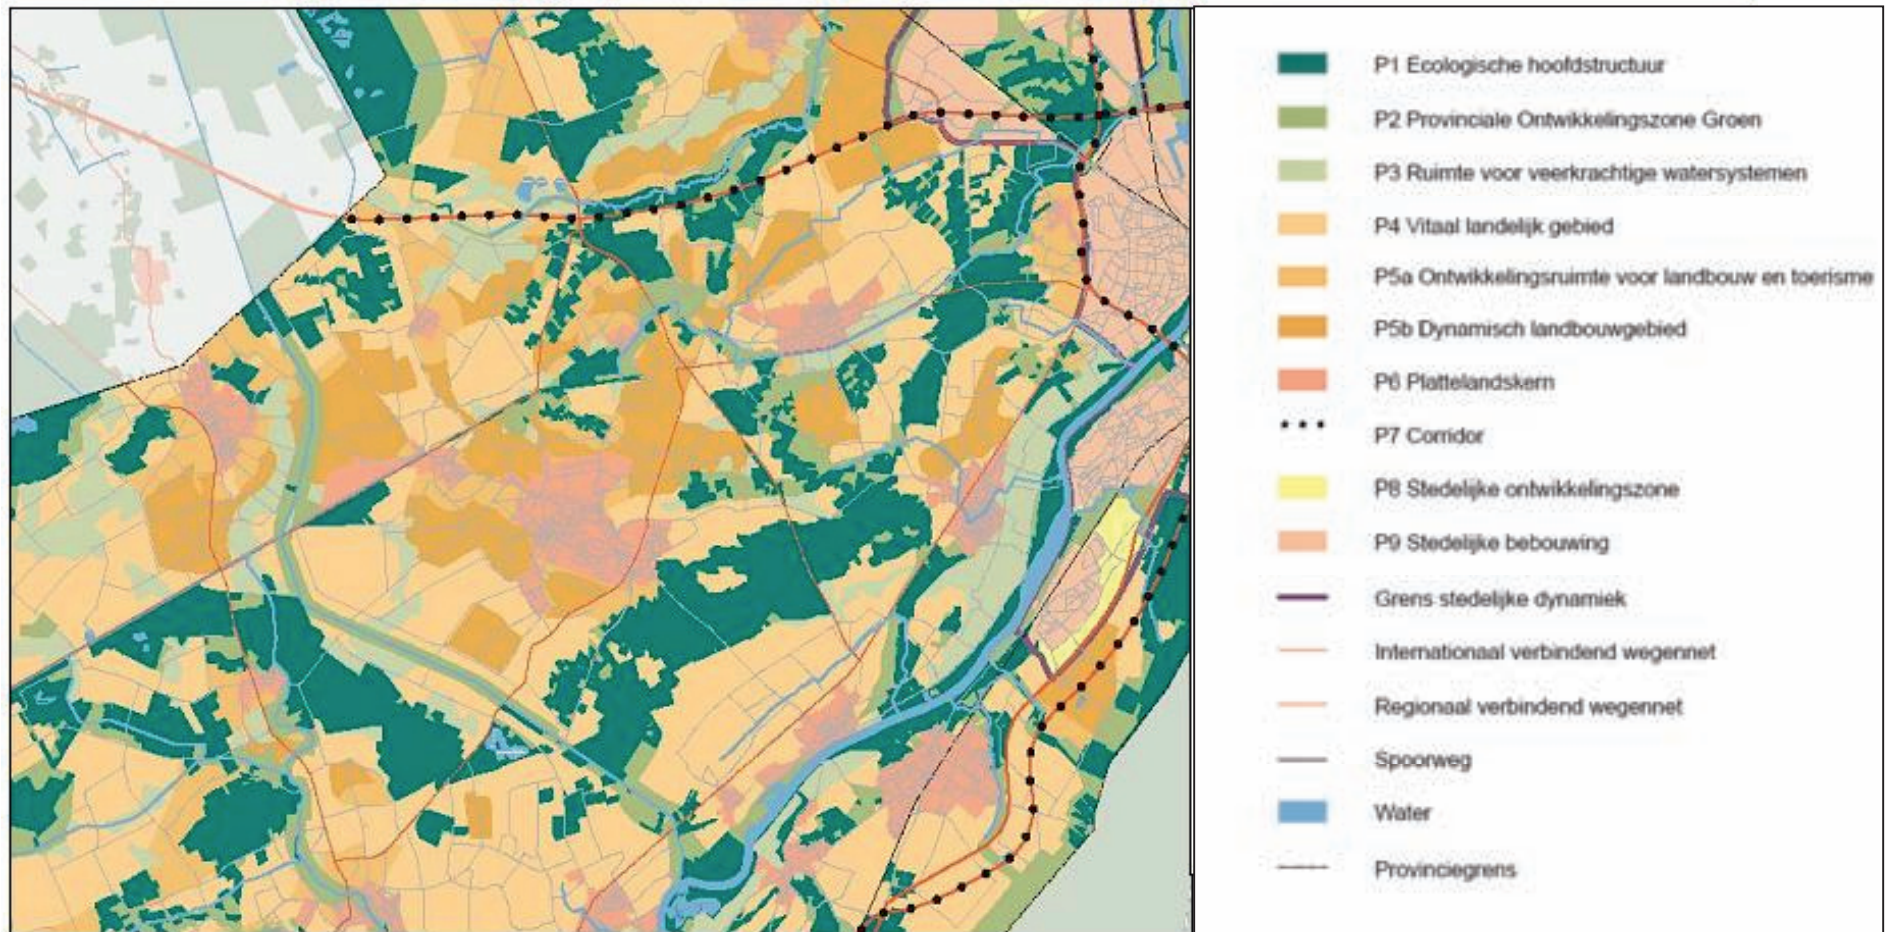 P1 Ecologische hoofdstructuur
P2 Provinciale Ontwikkelingszone Groen
P3 Ruimte voor veerkrachtige watersystemen
P4 Vitaal landelijk gebied
P5a Ontwikkelingsruimte voor landbouw en toerisme
P5b Dynamisch landbouwgebied
P6 Plattelandskern
P7 Corridor
P8 Stedelijke ontwikkelingszone
P9 Stedelijke bebouwing
Grens stedelijke dynamiek
Internationaal verbindend wegennet
Regionaal verbindend wegennet
Spoorweg
Water
Provinciegrens